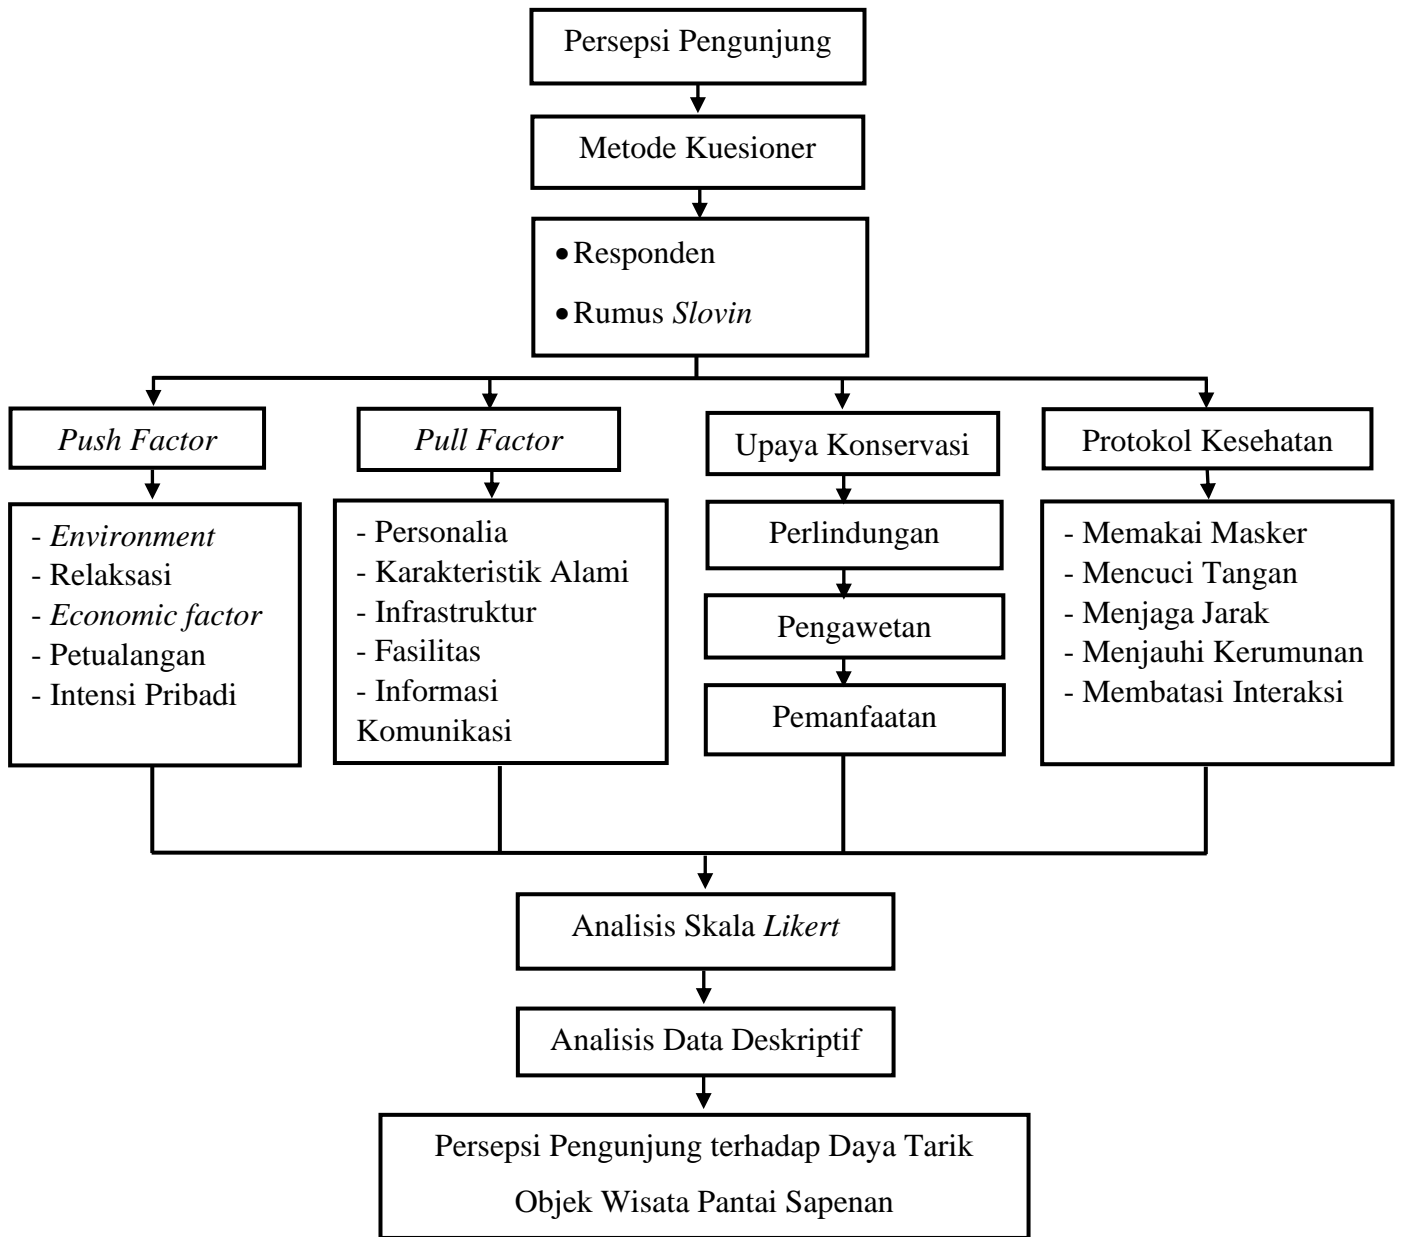 Persepsi Pengunjung
Metode Kuesioner
•Responden
•Rumus Slovin
Push Factor
Pull Factor
Upaya Konservasi
Protokol Kesehatan
- Environment
- Relaksasi
- Economic factor
- Petualangan
- Intensi Pribadi
- Personalia
- Karakteristik Alami
- Infrastruktur
- Fasilitas
- Informasi
Komunikasi
Perlindungan
Pengawetan
Pemanfaatan
- Memakai Masker
- Mencuci Tangan
- Menjaga Jarak
- Menjauhi Kerumunan
- Membatasi Interaksi
Analisis Skala Likert
Analisis Data Deskriptif
Persepsi Pengunjung terhadap Daya Tarik
Objek Wisata Pantai Sapenan